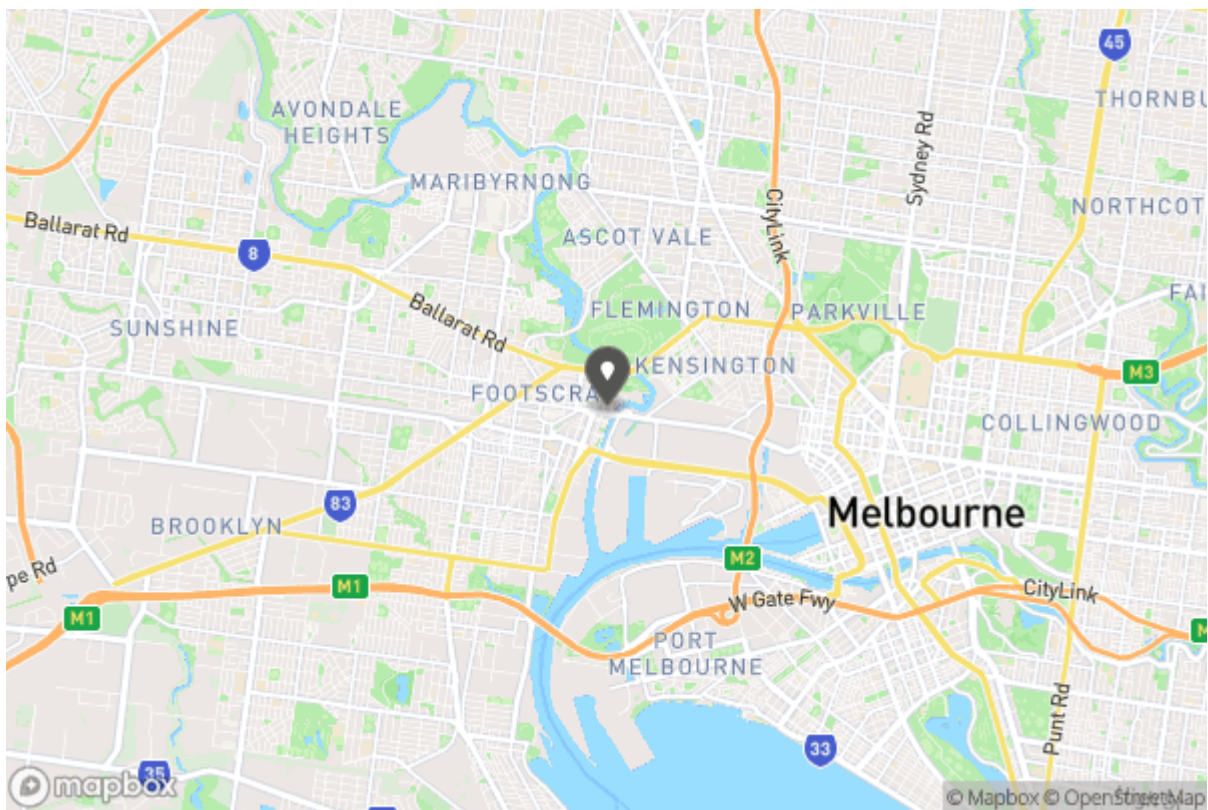 45
AVONDALE
HEIGHTS
THORNBU
MARIBYRNONG
Sydney Rd
CityLink
NORTHCOT
Ballarat Rd
8
ASCOT VALE
FAI
SUNSHINE
Ballarat Rd
FLEMINGTON
PARKVILLE
KENSINGTON
M3
FOOTSCRA
COLLINGWOOD
83
BROOKLYN
Melbourne
pe Rd
M1
M1
M2
W Gate Fwy
CityLink
M
PORT
MELBOURNE
Punt Rd
33
35
mapbox
© Mapbox © OpenStreetMap